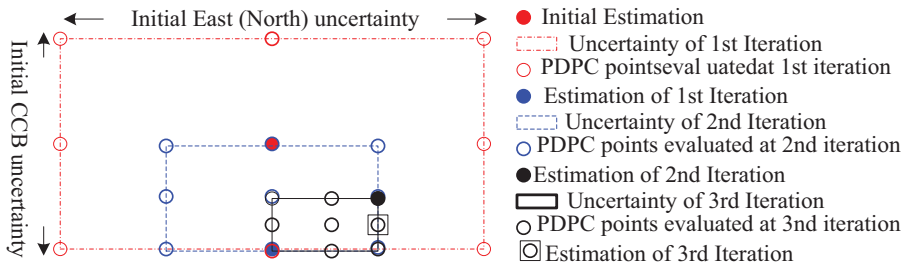 Initial East (North) uncertainty
Initial CCB uncertainty
Initial Estimation
Uncertainty of 1st Iteration
PDPC pointseval uatedat 1st iteration
Estimation of 1st Iteration
Uncertainty of 2nd Iteration
PDPC points evaluated at 2nd iteration
Estimation of 2nd Iteration
Uncertainty of 3rd Iteration
PDPC points evaluated at 3nd iteration
Estimation of 3rd Iteration